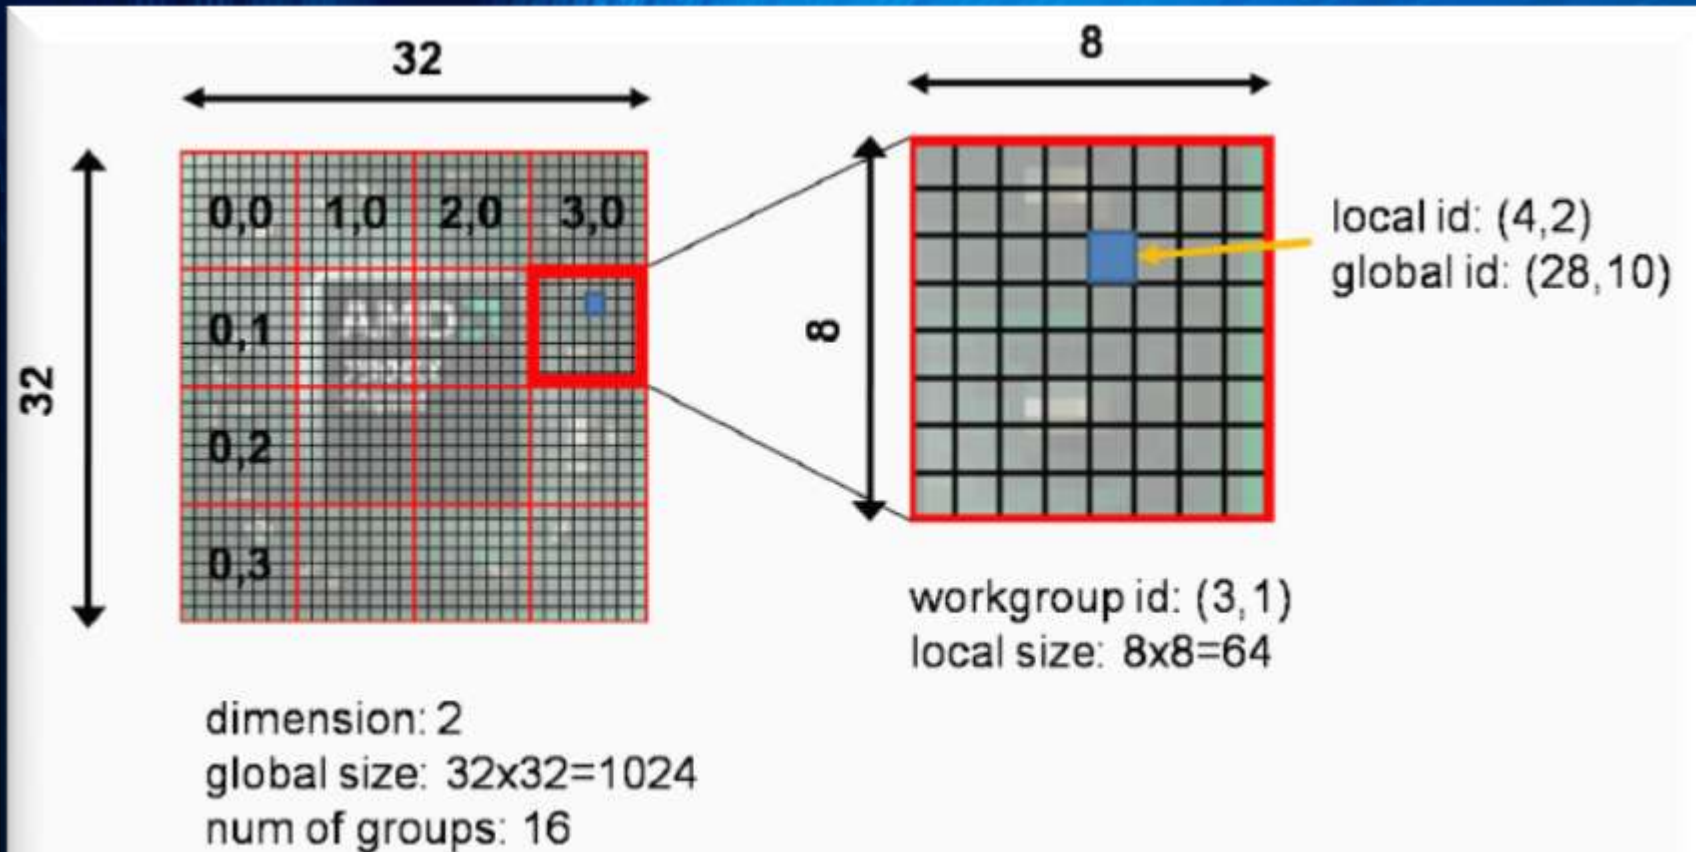 32
8
32
0,0 1,0 2,0 3,0
0,1
0,2
0,3
AMD
8
local id: (4,2)
global id: (28,10)
workgroup id: (3,1)
local size: 8x8=64
dimension: 2
global size: 32x32=1024
num of groups: 16